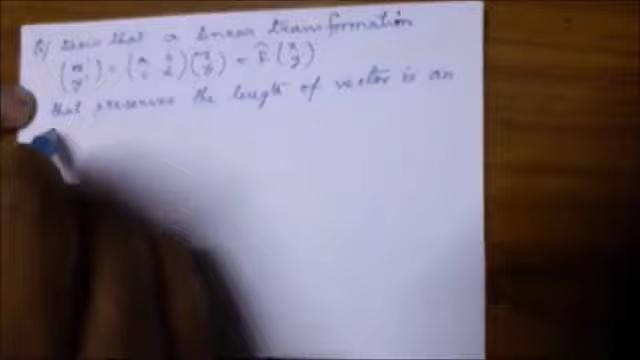 Q) Show that a linear transformation
(x' y') = (a b c d)(x y) = F̂ (x y)
that preserves the length of vector is an